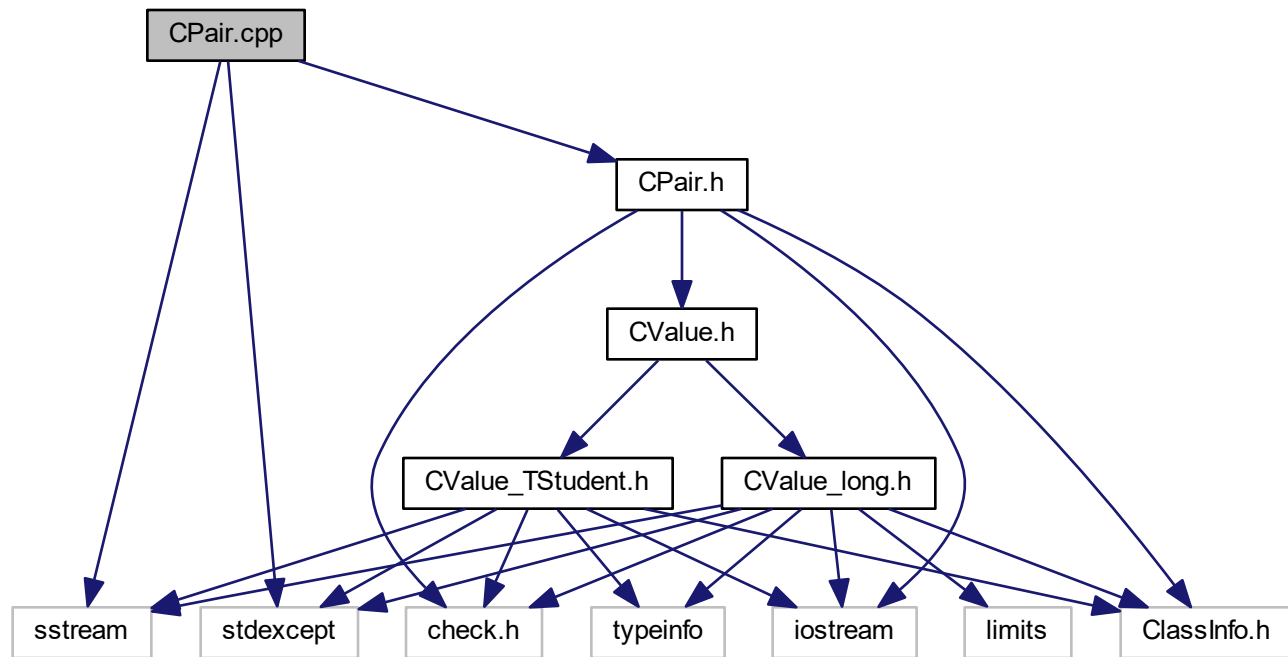 CPair.cpp
CPair.h
CValue.h
CValue_TStudent.h
CValue_long.h
sstream
stdexcept
check.h
typeinfo
iostream
limits
ClassInfo.h